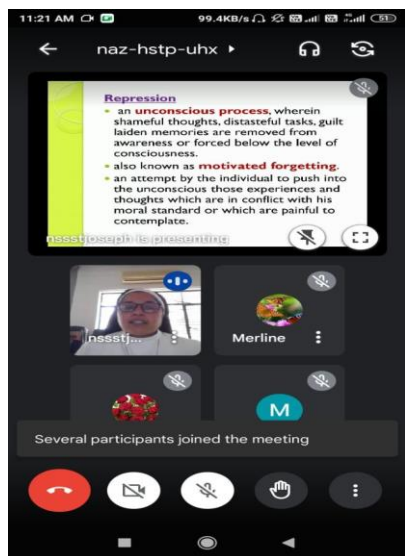 11:21 AM
99.4KB/s
51
naz-hstp-uhx
Repression
• an unconscious process, wherein
shameful thoughts, distasteful tasks, guilt
laiden memories are removed from
awareness or forced below the level of
consciousness.
• also known as motivated forgetting.
• an attempt by the individual to push into
the unconscious those experiences and
thoughts which are in conflict with his
moral standard or which are painful to
contemplate.
nssstjoseph is presenting
nssstj...
Merline
M
Several participants joined the meeting